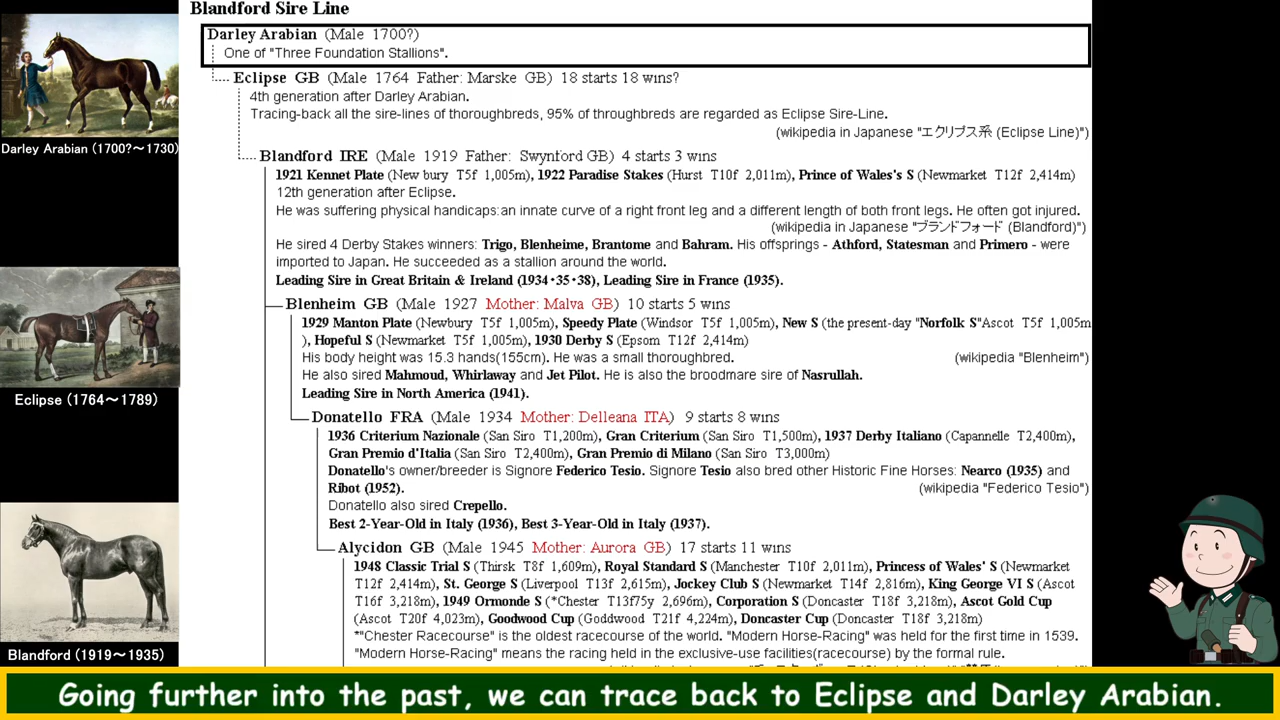 Blandford Sire Line
Darley Arabian (Male 1700?)
One of "Three Foundation Stallions".
Eclipse GB (Male 1764 Father: Marske GB) 18 starts 18 wins?
4th generation after Darley Arabian.
Tracing-back all the sire-lines of thoroughbreds, 95% of throughbreds are regarded as Eclipse Sire-Line.
(wikipedia in Japanese "エクリプス系 (Eclipse Line)")
Blandford IRE (Male 1919 Father: Swynford GB) 4 starts 3 wins
1921 Kennet Plate (New bury T5f 1,005m), 1922 Paradise Stakes (Hurst T10f 2,011m), Prince of Wales's S (Newmarket T12f 2,414m)
12th generation after Eclipse.
He was suffering physical handicaps:an innate curve of a right front leg and a different length of both front legs. He often got injured.
(wikipedia in Japanese "ブランドフォード (Blandford)")
He sired 4 Derby Stakes winners: Trigo, Blenheime, Brantome and Bahram. His offsprings - Athford, Statesman and Primero - were
imported to Japan. He succeeded as a stallion around the world.
Leading Sire in Great Britain & Ireland (1934・35・38), Leading Sire in France (1935).
Blenheim GB (Male 1927 Mother: Malva GB) 10 starts 5 wins
1929 Manton Plate (Newbury T5f 1,005m), Speedy Plate (Windsor T5f 1,005m), New S (the present-day "Norfolk S"Ascot T5f 1,005m
), Hopeful S (Newmarket T5f 1,005m), 1930 Derby S (Epsom T12f 2,414m)
His body height was 15.3 hands(155cm). He was a small thoroughbred.
(wikipedia "Blenheim")
He also sired Mahmoud, Whirlaway and Jet Pilot. He is also the broodmare sire of Nasrullah.
Leading Sire in North America (1941).
Donatello FRA (Male 1934 Mother: Delleana ITA) 9 starts 8 wins
1936 Criterium Nazionale (San Siro T1,200m), Gran Criterium (San Siro T1,500m), 1937 Derby Italiano (Capannelle T2,400m),
Gran Premio d'Italia (San Siro T2,400m), Gran Premio di Milano (San Siro T3,000m)
Donatello's owner/breeder is Signore Federico Tesio. Signore Tesio also bred other Historic Fine Horses: Nearco (1935) and
Ribot (1952).
(wikipedia "Federico Tesio")
Donatello also sired Crepello.
Best 2-Year-Old in Italy (1936), Best 3-Year-Old in Italy (1937).
Alycidon GB (Male 1945 Mother: Aurora GB) 17 starts 11 wins
1948 Classic Trial S (Thirsk T8f 1,609m), Royal Standard S (Manchester T10f 2,011m), Princess of Wales' S (Newmarket
T12f 2,414m), St. George S (Liverpool T13f 2,615m), Jockey Club S (Newmarket T14f 2,816m), King George VI S (Ascot
T16f 3,218m), 1949 Ormonde S (*Chester T13f75y 2,696m), Corporation S (Doncaster T18f 3,218m), Ascot Gold Cup
(Ascot T20f 4,023m), Goodwood Cup (Goddwood T21f 4,224m), Doncaster Cup (Doncaster T18f 3,218m)
*"Chester Racecourse" is the oldest racecourse of the world. "Modern Horse-Racing" was held for the first time in 1539.
"Modern Horse-Racing" means the racing held in the exclusive-use facilities(racecourse) by the formal rule.
Darley Arabian (1700?～1730)
Eclipse (1764～1789)
Blandford (1919～1935)
Going further into the past, we can trace back to Eclipse and Darley Arabian.